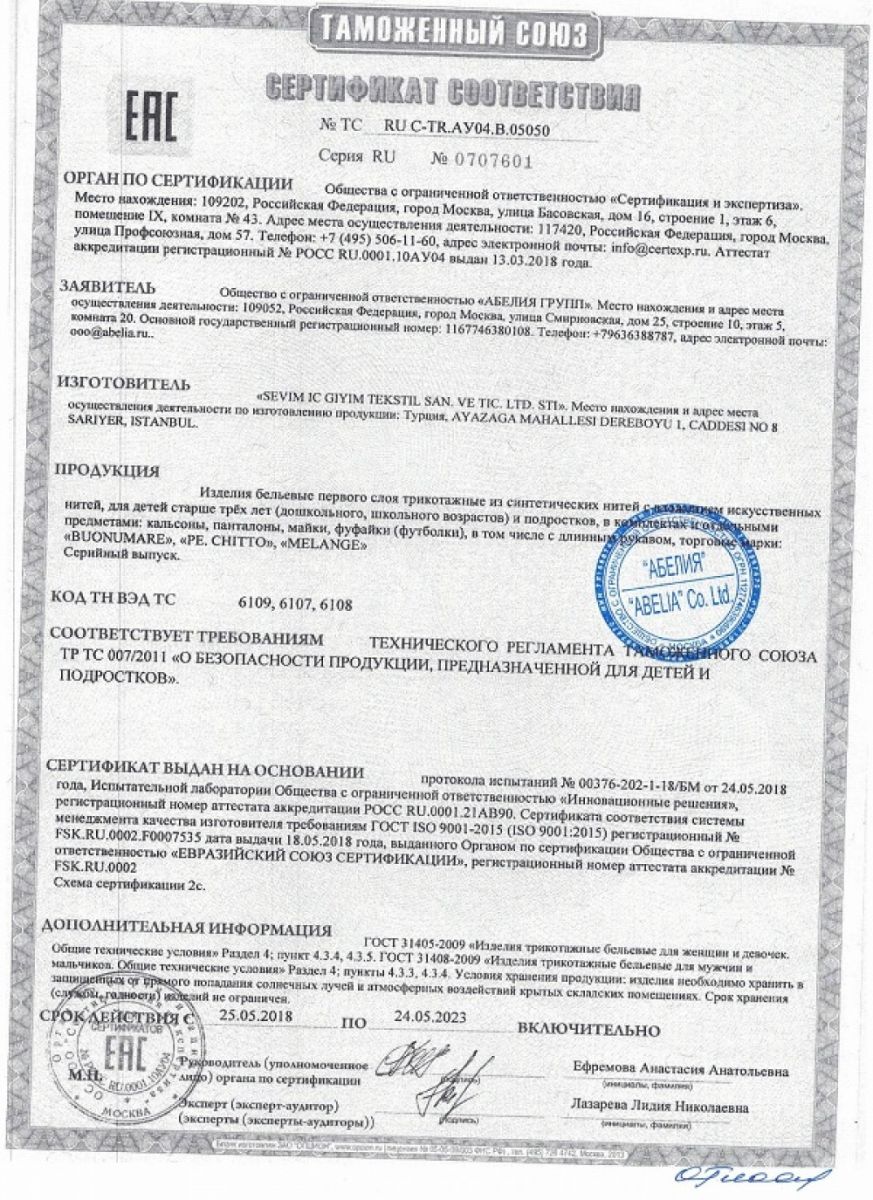 ТАМОЖЕННЫЙ СОЮЗ
СЕРТИФИКАТ СООТВЕТСТВИЯ
ЕАС
№ ТС RU С-TR.АУ04.В.05050
Серия RU № 0707601
ОРГАН ПО СЕРТИФИКАЦИИ Общества с ограниченной ответственностью «Сертификация и экспертиза».
Место нахождения: 109202, Российская Федерация, город Москва, улица Басовская, дом 16, строение 1, этаж 6,
помещение IX, комната № 43. Адрес места осуществления деятельности: 117420, Российская Федерация, город Москва,
улица Профсоюзная, дом 57. Телефон: +7 (495) 506-11-60, адрес электронной почты: info@certexp.ru. Аттестат
аккредитации регистрационный № РОСС RU.0001.10АУ04 выдан 13.03.2018 года.
ЗАЯВИТЕЛЬ Общество с ограниченной ответственностью «АБЕЛИЯ ГРУПП». Место нахождения и адрес места
осуществления деятельности: 109052, Российская Федерация, город Москва, улица Смирновская, дом 25, строение 10, этаж 5,
комната 20. Основной государственный регистрационный номер: 1167746380108. Телефон: +79636388787, адрес электронной почты:
ooo@abelia.ru..
ИЗГОТОВИТЕЛЬ
«SEVIM IC GIYIM TEKSTIL SAN. VE TIC. LTD. STI». Место нахождения и адрес места
осуществления деятельности по изготовлению продукции: Турция, AYAZAGA MAHALLESI DEREBOYU 1, CADDESI NO 8
SARIYER, ISTANBUL.
ПРОДУКЦИЯ
Изделия бельевые первого слоя трикотажные из синтетических нитей с вложением искусственных
нитей, для детей старше трёх лет (дошкольного, школьного возрастов) и подростков, в комплектах и отдельными
предметами: кальсоны, панталоны, майки, фуфайки (футболки), в том числе с длинным рукавом, торговые марки:
«BUONUMARE», «PE. CHITTO», «MELANGE»
Серийный выпуск.
"АБЕЛИЯ"
"ABELIA" Co. Ltd.
МОСКВА
КОД ТН ВЭД ТС 6109, 6107, 6108
СООТВЕТСТВУЕТ ТРЕБОВАНИЯМ ТЕХНИЧЕСКОГО РЕГЛАМЕНТА ТАМОЖЕННОГО СОЮЗА
ТР ТС 007/2011 «О БЕЗОПАСНОСТИ ПРОДУКЦИИ, ПРЕДНАЗНАЧЕННОЙ ДЛЯ ДЕТЕЙ И
ПОДРОСТКОВ».
СЕРТИФИКАТ ВЫДАН НА ОСНОВАНИИ протокола испытаний № 00376-202-1-18/БМ от 24.05.2018
года, Испытательной лаборатории Общества с ограниченной ответственностью «Инновационные решения»,
регистрационный номер аттестата аккредитации РОСС RU.0001.21АВ90. Сертификата соответствия системы
менеджмента качества изготовителя требованиям ГОСТ ISO 9001-2015 (ISO 9001:2015) регистрационный №
FSK.RU.0002.F0007535 дата выдачи 18.05.2018 года, выданного Органом по сертификации Общества с ограниченной
ответственностью «ЕВРАЗИЙСКИЙ СОЮЗ СЕРТИФИКАЦИИ», регистрационный номер аттестата аккредитации №
FSK.RU.0002
Схема сертификации 2с.
ДОПОЛНИТЕЛЬНАЯ ИНФОРМАЦИЯ
ГОСТ 31405-2009 «Изделия трикотажные бельевые для женщин и девочек.
Общие технические условия» Раздел 4; пункт 4.3.4, 4.3.5. ГОСТ 31408-2009 «Изделия трикотажные бельевые для мужчин и
мальчиков. Общие технические условия» Раздел 4; пункты 4.3.3, 4.3.4. Условия хранения продукции: изделия необходимо хранить в
защищенных от прямого попадания солнечных лучей и атмосферных воздействий крытых складских помещениях. Срок хранения
(службы, годности) изделий не ограничен.
СРОК ДЕЙСТВИЯ С 25.05.2018 ПО 24.05.2023 ВКЛЮЧИТЕЛЬНО
СЕРТИФИКАТОВ
ЕАС
МОСКВА
М.П. Руководитель (уполномоченное
лицо) органа по сертификации
(подпись)
Ефремова Анастасия Анатольевна
(инициалы, фамилия)
Эксперт (эксперт-аудитор)
(эксперты (эксперты-аудиторы))
(подпись)
Лазарева Лидия Николаевна
(инициалы, фамилия)